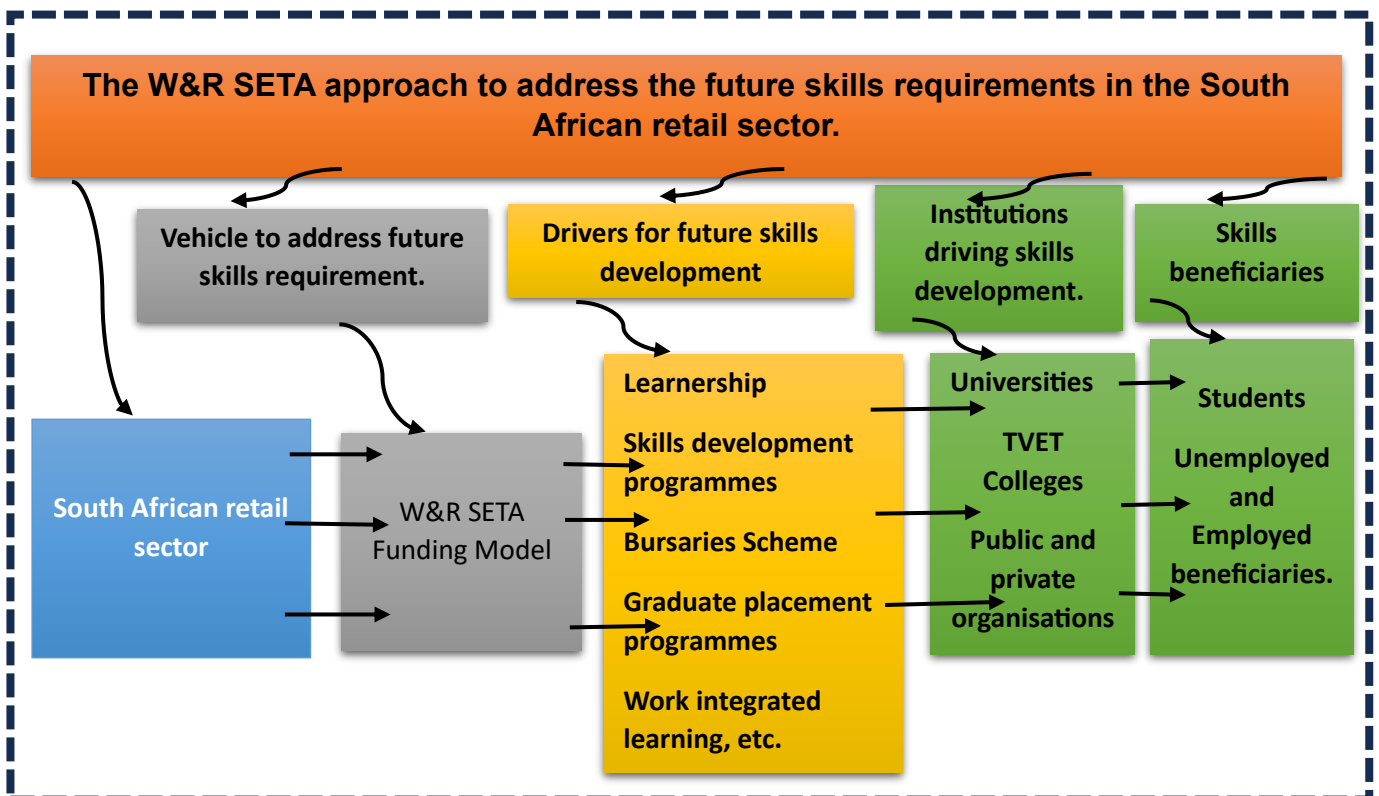 The W&R SETA approach to address the future skills requirements in the South
African retail sector.
Vehicle to address future
skills requirement.
Drivers for future skills
development
Institutions
driving skills
development.
Skills
beneficiaries
South African retail
sector
W&R SETA
Funding Model
Learnership
Skills development
programmes
Bursaries Scheme
Graduate placement
programmes
Work integrated
learning, etc.
Universities
TVET
Colleges
Public and
private
organisations
Students
Unemployed
and
Employed
beneficiaries.